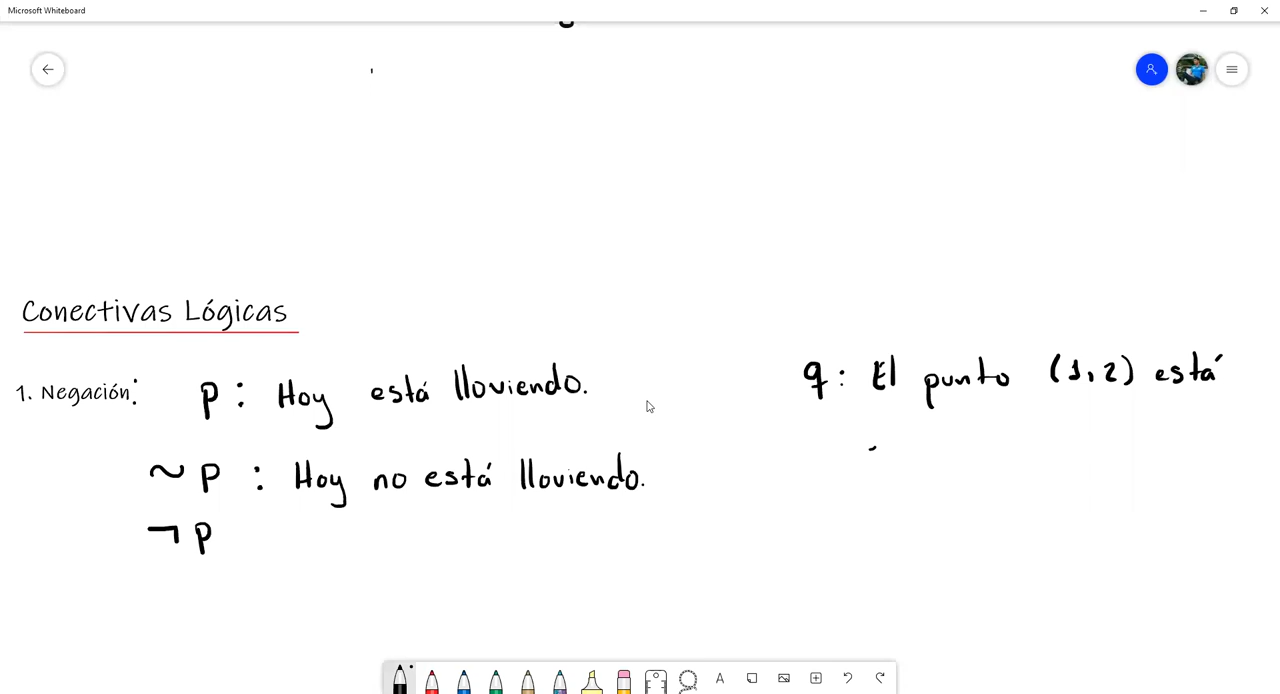 Microsoft Whiteboard
Conectivas Lógicas
1. Negación: p : Hoy está lloviendo.
~ p : Hoy no está lloviendo.
¬ p
q : El punto (1,2) está